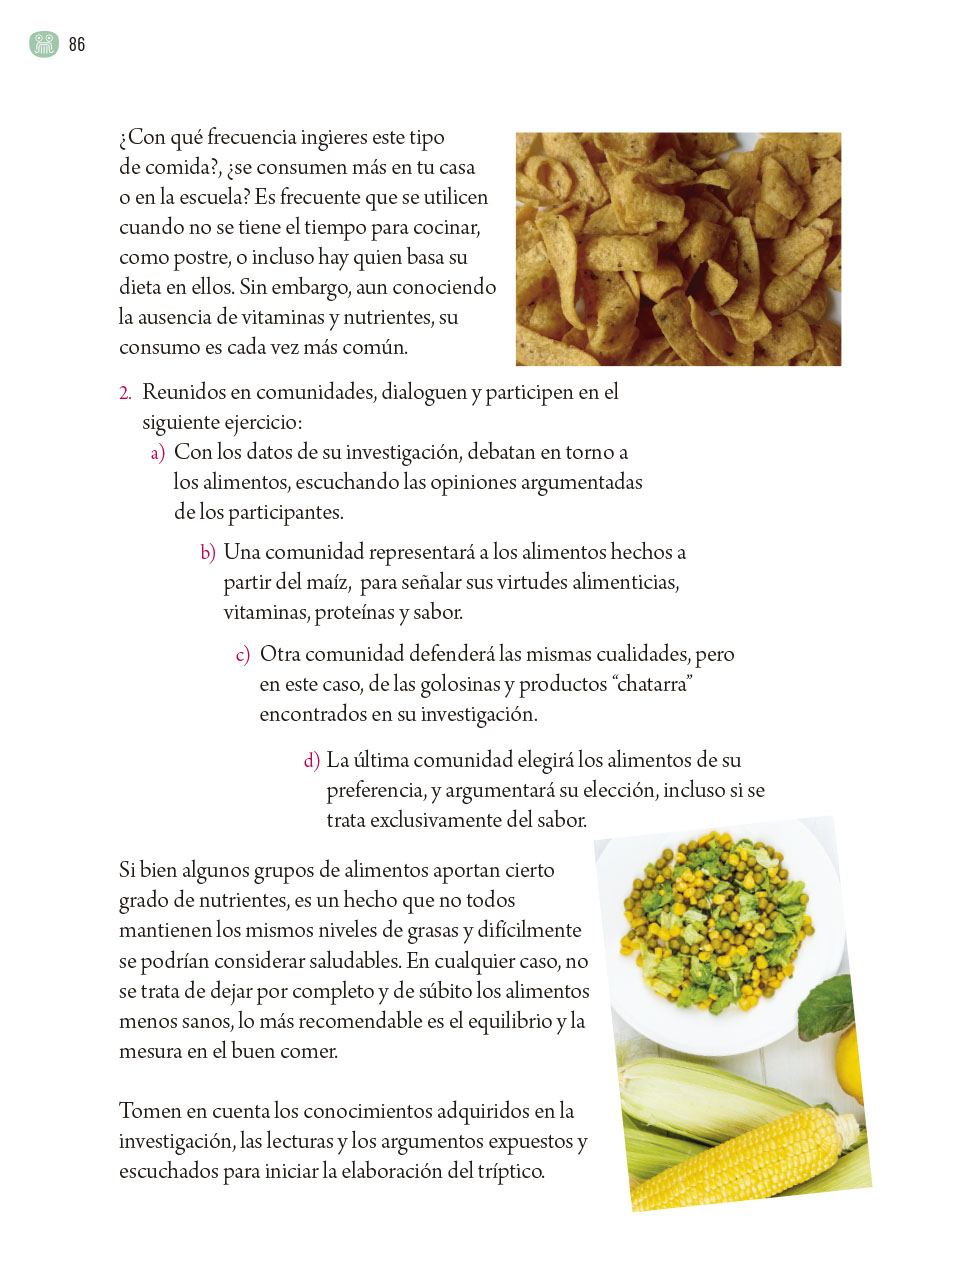 86
¿Con qué frecuencia ingieres este tipo
de comida?, ¿se consumen más en tu casa
o en la escuela? Es frecuente que se utilicen
cuando no se tiene el tiempo para cocinar,
como postre, o incluso hay quien basa su
dieta en ellos. Sin embargo, aun conociendo
la ausencia de vitaminas y nutrientes, su
consumo es cada vez más común.
2. Reunidos en comunidades, dialoguen y participen en el
siguiente ejercicio:
a) Con los datos de su investigación, debatan en torno a
los alimentos, escuchando las opiniones argumentadas
de los participantes.
b) Una comunidad representará a los alimentos hechos a
partir del maíz, para señalar sus virtudes alimenticias,
vitaminas, proteínas y sabor.
c) Otra comunidad defenderá las mismas cualidades, pero
en este caso, de las golosinas y productos “chatarra”
encontrados en su investigación.
d) La última comunidad elegirá los alimentos de su
preferencia, y argumentará su elección, incluso si se
trata exclusivamente del sabor.
Si bien algunos grupos de alimentos aportan cierto
grado de nutrientes, es un hecho que no todos
mantienen los mismos niveles de grasas y difícilmente
se podrían considerar saludables. En cualquier caso, no
se trata de dejar por completo y de súbito los alimentos
menos sanos, lo más recomendable es el equilibrio y la
mesura en el buen comer.
Tomen en cuenta los conocimientos adquiridos en la
investigación, las lecturas y los argumentos expuestos y
escuchados para iniciar la elaboración del tríptico.